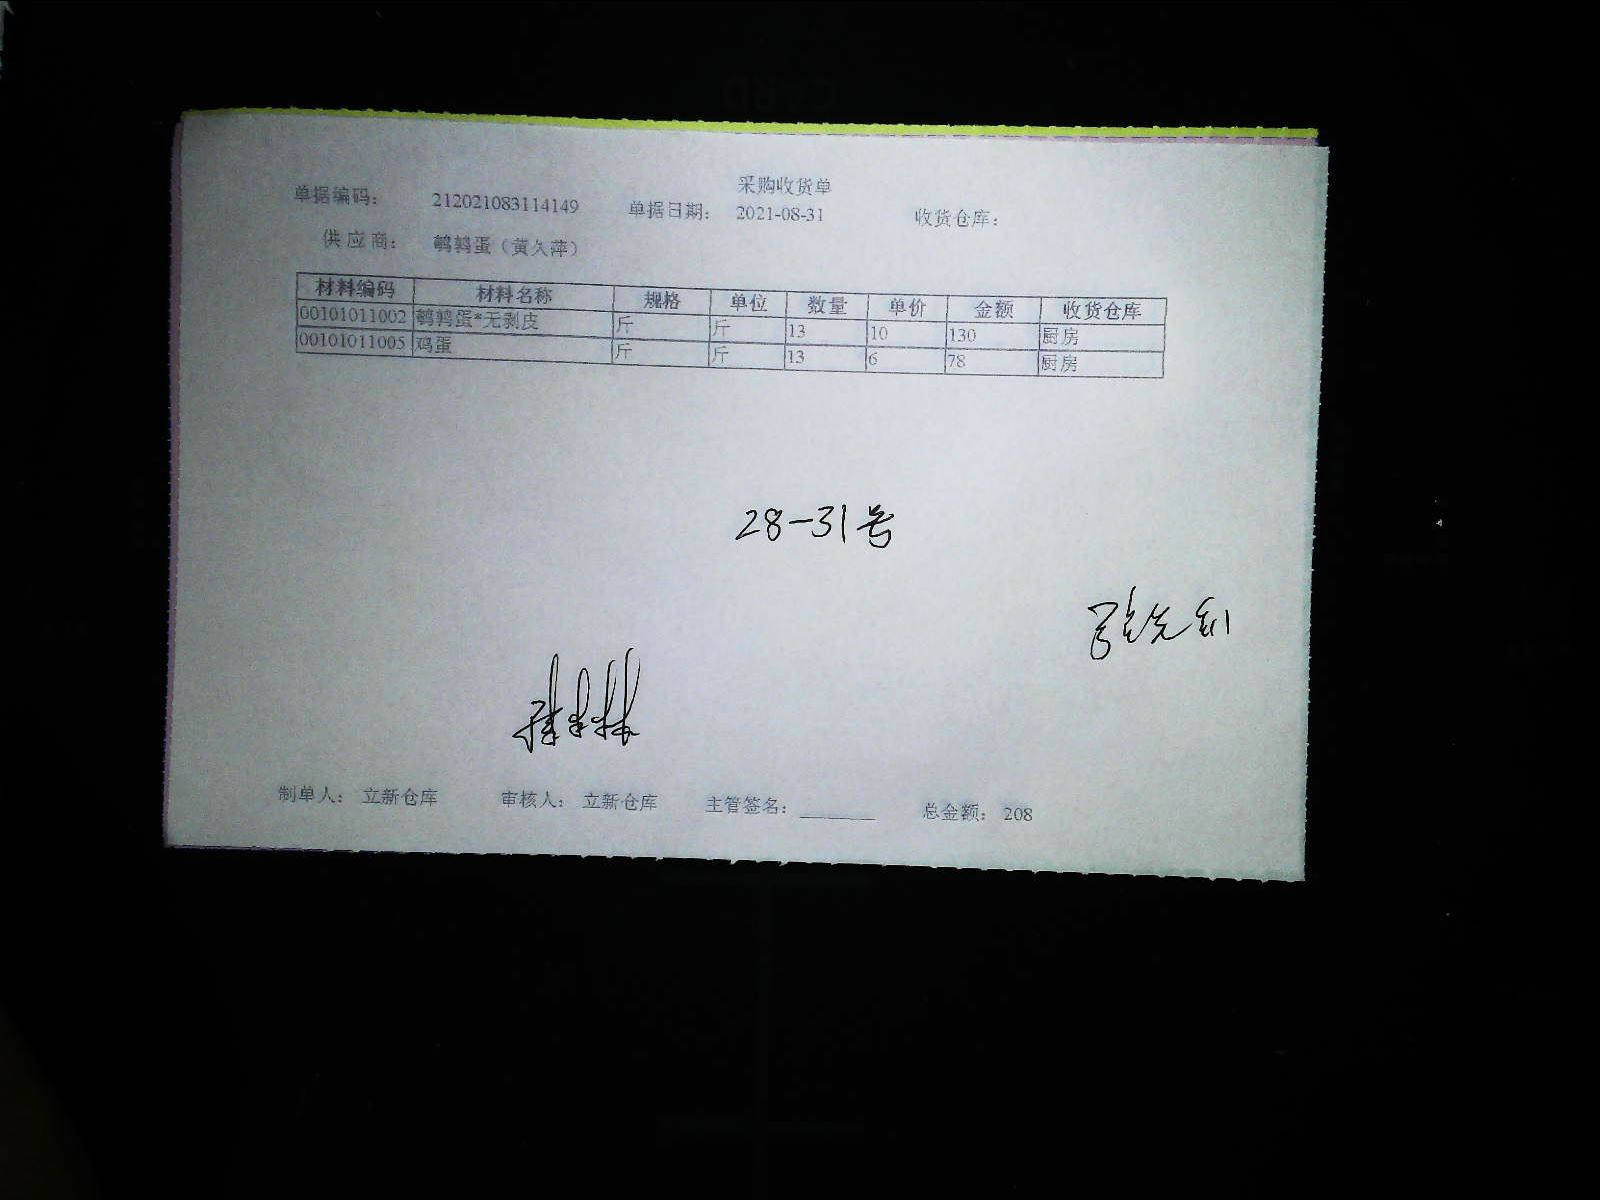 采购收货单
单据编码： 212021083114149 单据日期： 2021-08-31 收货仓库：
供应商： 鹌鹑蛋（黄久萍）
材料编码 材料名称 规格 单位 数量 单价 金额 收货仓库
00101011002 鹌鹑蛋*无剥皮 斤 斤 13 10 130 厨房
00101011005 鸡蛋 斤 斤 13 6 78 厨房
28-31号
制单人： 立新仓库 审核人： 立新仓库 主管签名： 总金额： 208